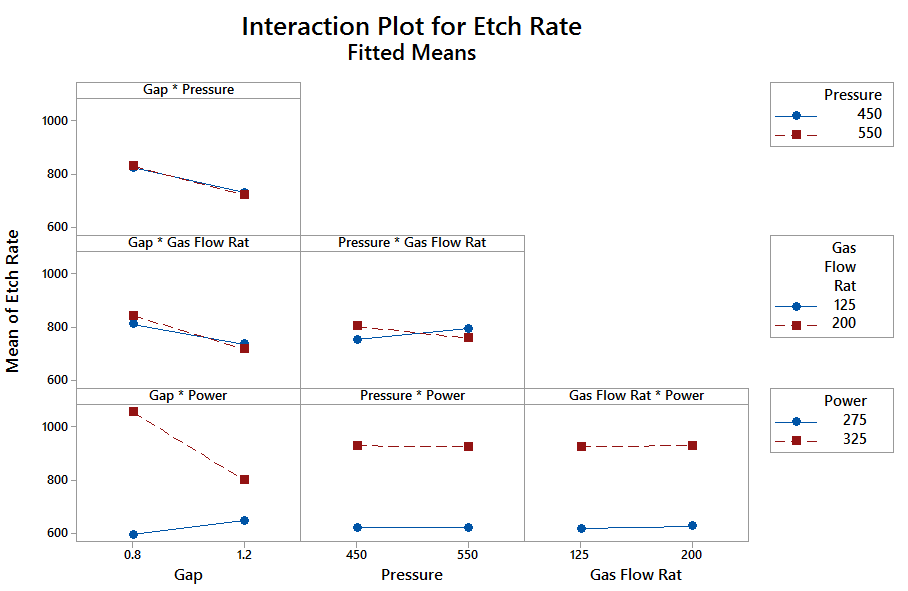 Interaction Plot for Etch Rate
Fitted Means
Mean of Etch Rate
Gap * Pressure
1000
800
600
Pressure
450
550
Gap * Gas Flow Rat
Pressure * Gas Flow Rat
1000
800
600
Gas
Flow
Rat
125
200
Gap * Power
Pressure * Power
Gas Flow Rat * Power
1000
800
600
Power
275
325
0.8 1.2 450 550 125 200
Gap Pressure Gas Flow Rat